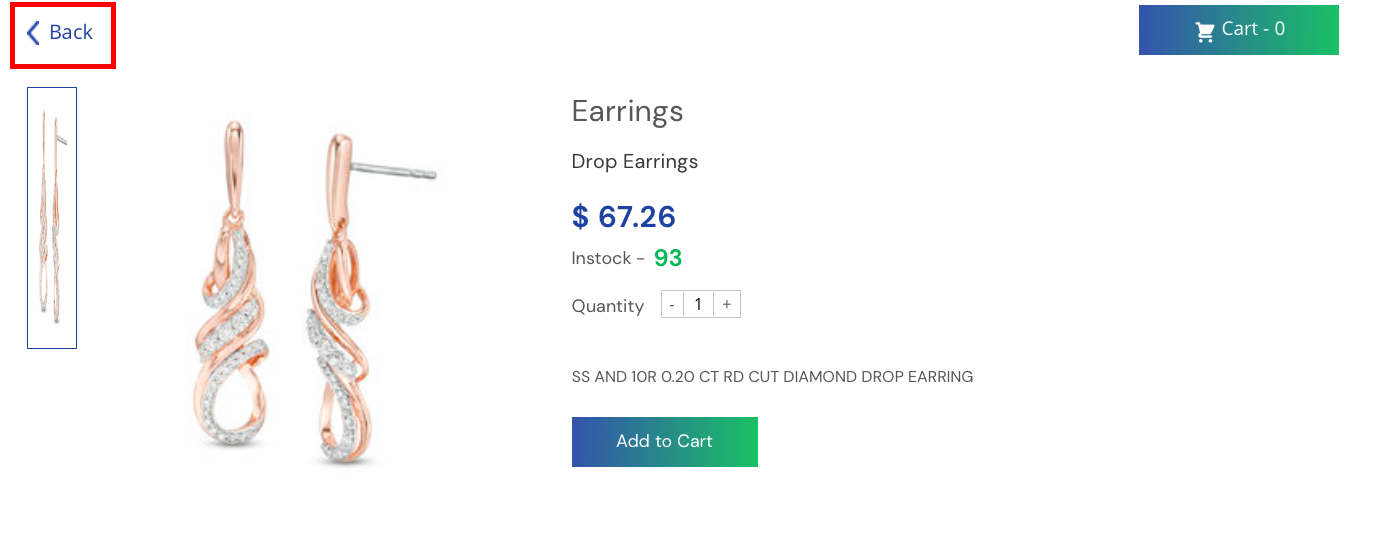 Back
Cart - 0
Earrings
Drop Earrings
$ 67.26
Instock - 93
Quantity - 1 +
SS AND 10R 0.20 CT RD CUT DIAMOND DROP EARRING
Add to Cart